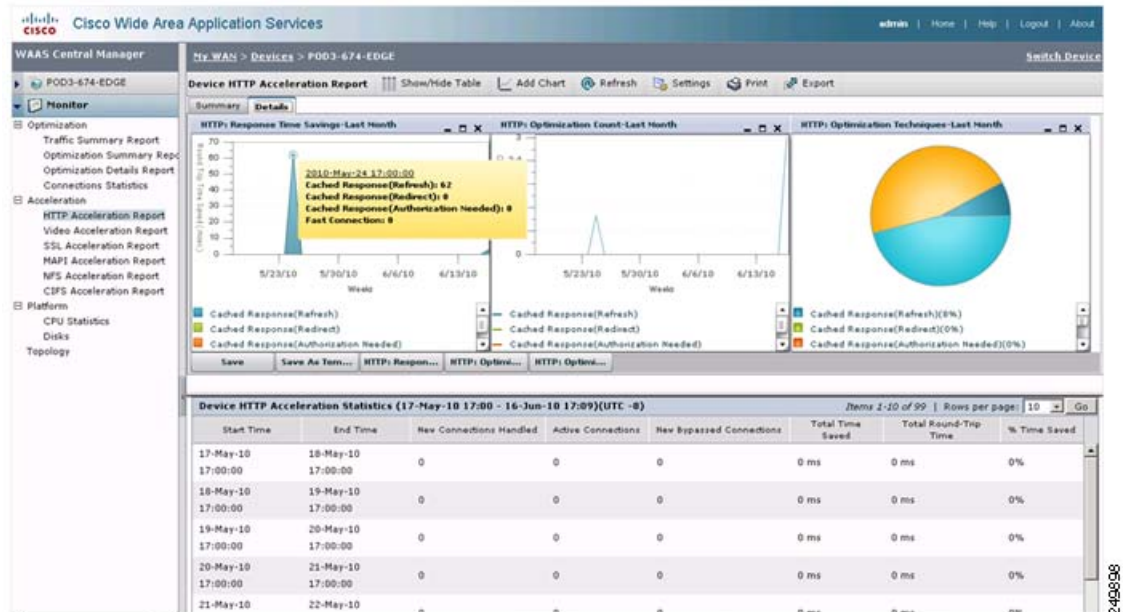 cisco Cisco Wide Area Application Services
admin | Home | Help | Logout | About
WAAS Central Manager
My WAN > Devices > POD3-674-EDGE
Switch Device
POD3-674-EDGE
Monitor
Optimization
Traffic Summary Report
Optimization Summary Repo
Optimization Details Report
Connections Statistics
Acceleration
HTTP Acceleration Report
Video Acceleration Report
SSL Acceleration Report
MAPI Acceleration Report
NFS Acceleration Report
CIFS Acceleration Report
Platform
CPU Statistics
Disks
Topology
Device HTTP Acceleration Report Show/Hide Table Add Chart Refresh Settings Print Export
Summary Details
HTTP: Response Time Savings-Last Month
70
60
50
40
30
20
10
0
2010-May-24 17:00:00
Cached Response(Refresh): 62
Cached Response(Redirect): 0
Cached Response(Authorization Needed): 0
Fast Connection: 0
5/23/10 5/30/10 6/6/10 6/13/10
Weeks
Cached Response(Refresh)
Cached Response(Redirect)
Cached Response(Authorization Needed)
HTTP: Optimization Count-Last Month
3
0
5/23/10 5/30/10 6/6/10 6/13/10
Weeks
Cached Response(Refresh)
Cached Response(Redirect)
Cached Response(Authorization Needed)
HTTP: Optimization Techniques-Last Month
Cached Response(Refresh)(8%)
Cached Response(Redirect)(0%)
Cached Response(Authorization Needed)(0%)
Save Save As Tem... HTTP: Respon... HTTP: Optimi... HTTP: Optimi...
Device HTTP Acceleration Statistics (17-May-10 17:00 - 16-Jun-10 17:09)(UTC -8)
Items 1-10 of 99 | Rows per page: 10 Go
Start Time End Time New Connections Handled Active Connections New Bypassed Connections Total Time Saved Total Round-Trip Time % Time Saved
17-May-10 17:00:00 18-May-10 17:00:00 0 0 0 0 ms 0 ms 0%
18-May-10 17:00:00 19-May-10 17:00:00 0 0 0 0 ms 0 ms 0%
19-May-10 17:00:00 20-May-10 17:00:00 0 0 0 0 ms 0 ms 0%
20-May-10 17:00:00 21-May-10 17:00:00 0 0 0 0 ms 0 ms 0%
21-May-10 22-May-10
249898